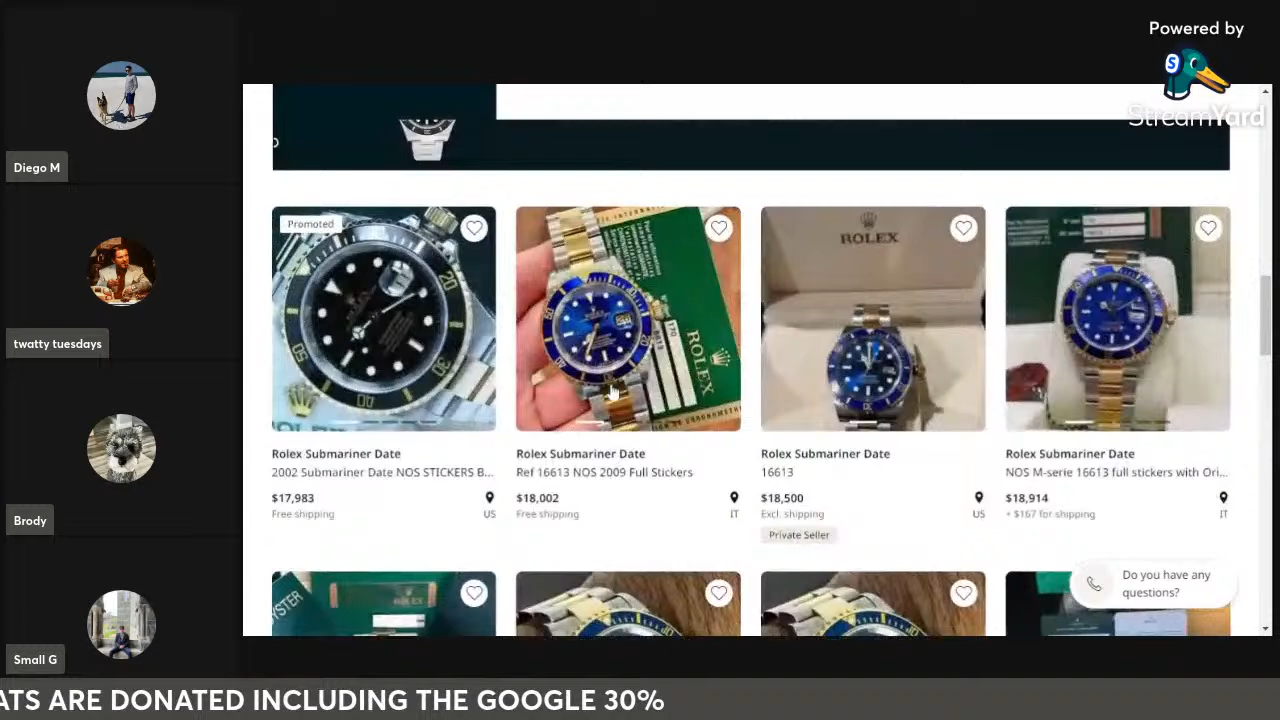 Powered by
StreamYard
Diego M
twatty tuesdays
Brody
Small G
Promoted
ROLEX
ROLEX
Rolex Submariner Date
2002 Submariner Date NOS STICKERS B...
$17,983
Free shipping
US
Rolex Submariner Date
Ref 16613 NOS 2009 Full Stickers
$18,002
Free shipping
IT
Rolex Submariner Date
16613
$18,500
Excl. shipping
US
Private Seller
Rolex Submariner Date
NOS M-serie 16613 full stickers with Ori...
$18,914
+ $167 for shipping
IT
OYSTER
Do you have any
questions?
ATS ARE DONATED INCLUDING THE GOOGLE 30%